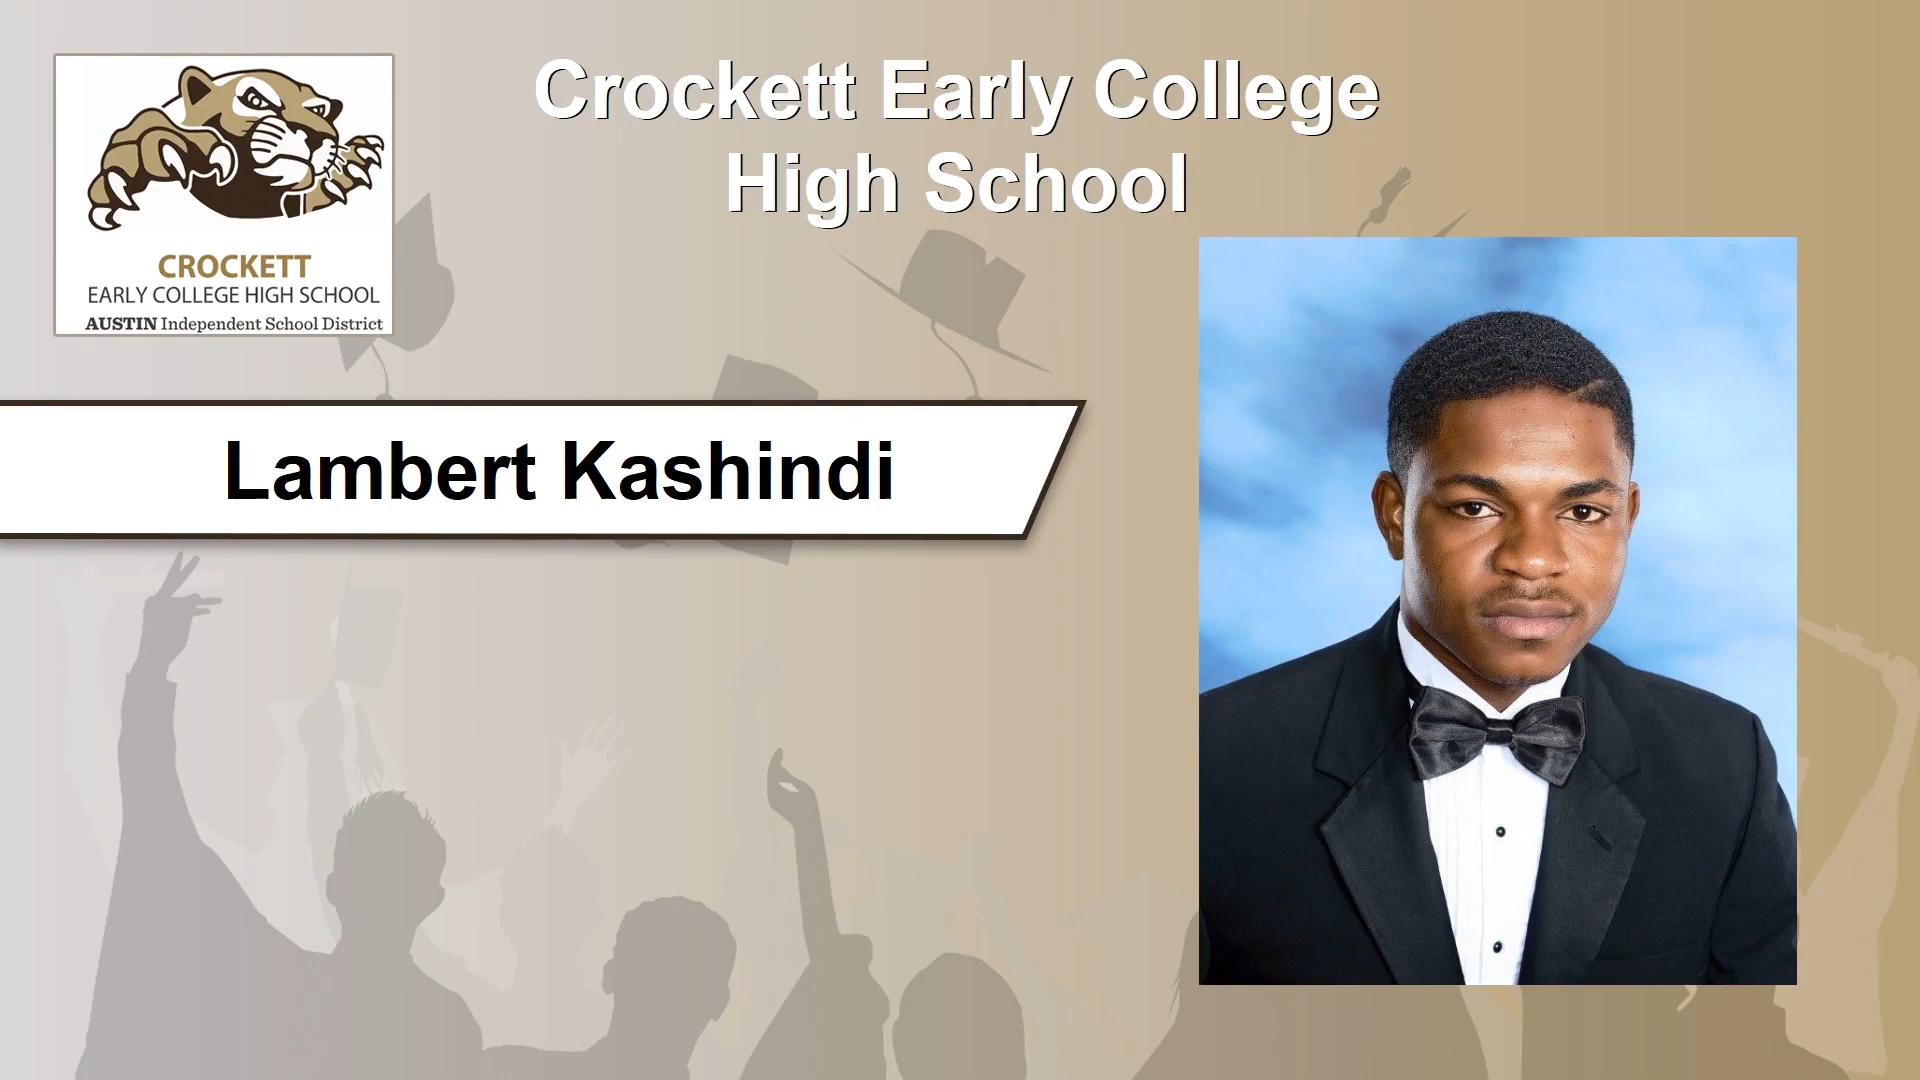 Crockett Early College
High School
CROCKETT
EARLY COLLEGE HIGH SCHOOL
AUSTIN Independent School District
Lambert Kashindi